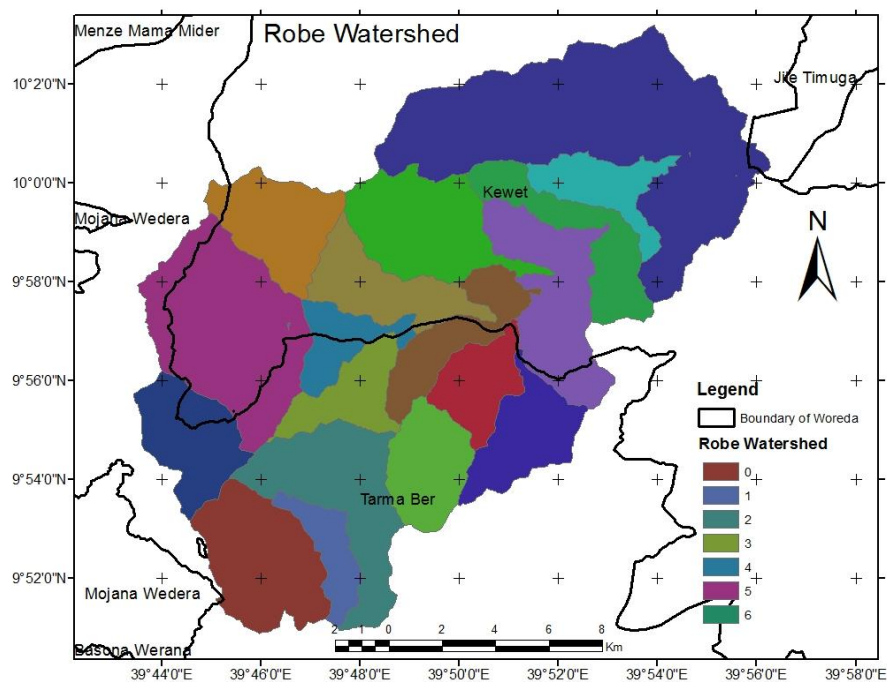 Menze Mama Mider
Robe Watershed
10°2'0"N
Jile Timuga
10°0'0"N
Kewet
Mojana Wedera
N
9°58'0"N
9°56'0"N
Legend
Boundary of Woreda
Robe Watershed
9°54'0"N
0
Tarma Ber
1
2
3
9°52'0"N
4
Mojana Wedera
5
6
2 1 0 2 4 6 8
Km
Basona Werana
39°44'0"E 39°46'0"E 39°48'0"E 39°50'0"E 39°52'0"E 39°54'0"E 39°56'0"E 39°58'0"E